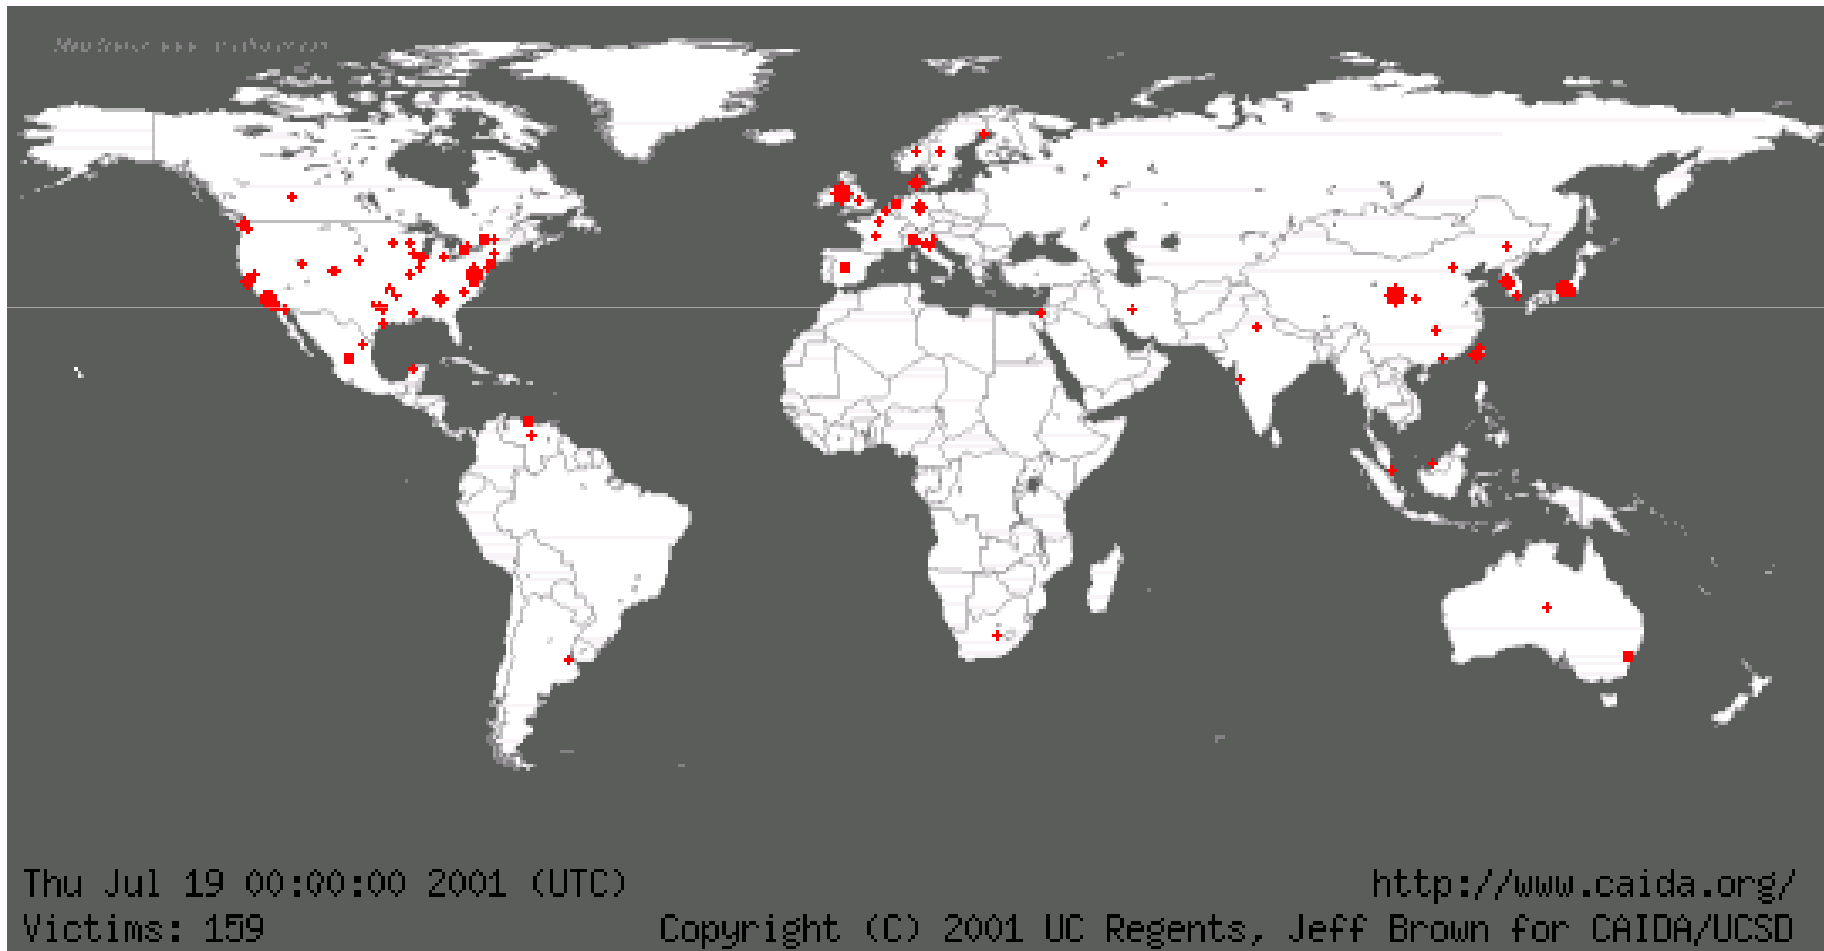 Thu Jul 19 00:00:00 2001 (UTC)
http://www.caida.org/
Victims: 159
Copyright (C) 2001 UC Regents, Jeff Brown for CAIDA/UCSD